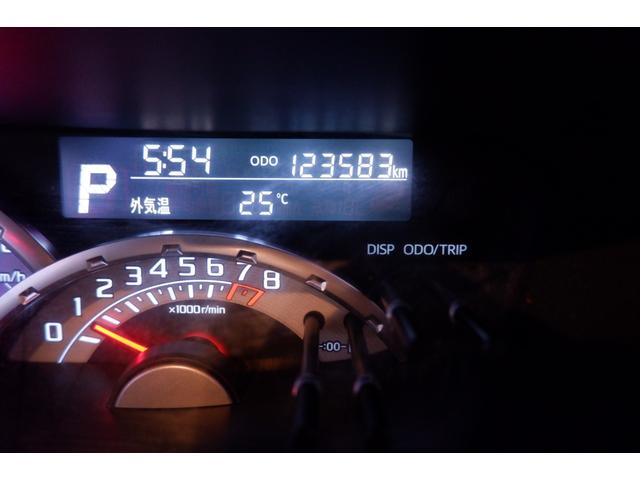 P 5:54 ODO 123583km
外気温 25℃
DISP ODO/TRIP
0 1 2 3 4 5 6 7 8
×1000r/min
m/h
:00